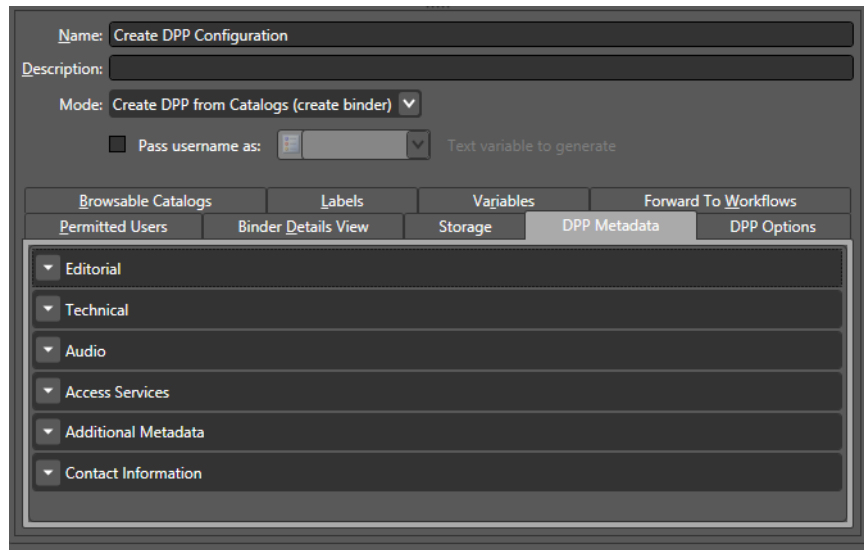 Name: Create DPP Configuration
Description:
Mode: Create DPP from Catalogs (create binder)
Pass username as: Text variable to generate
Browsable Catalogs Labels Variables Forward To Workflows
Permitted Users Binder Details View Storage DPP Metadata DPP Options
Editorial
Technical
Audio
Access Services
Additional Metadata
Contact Information